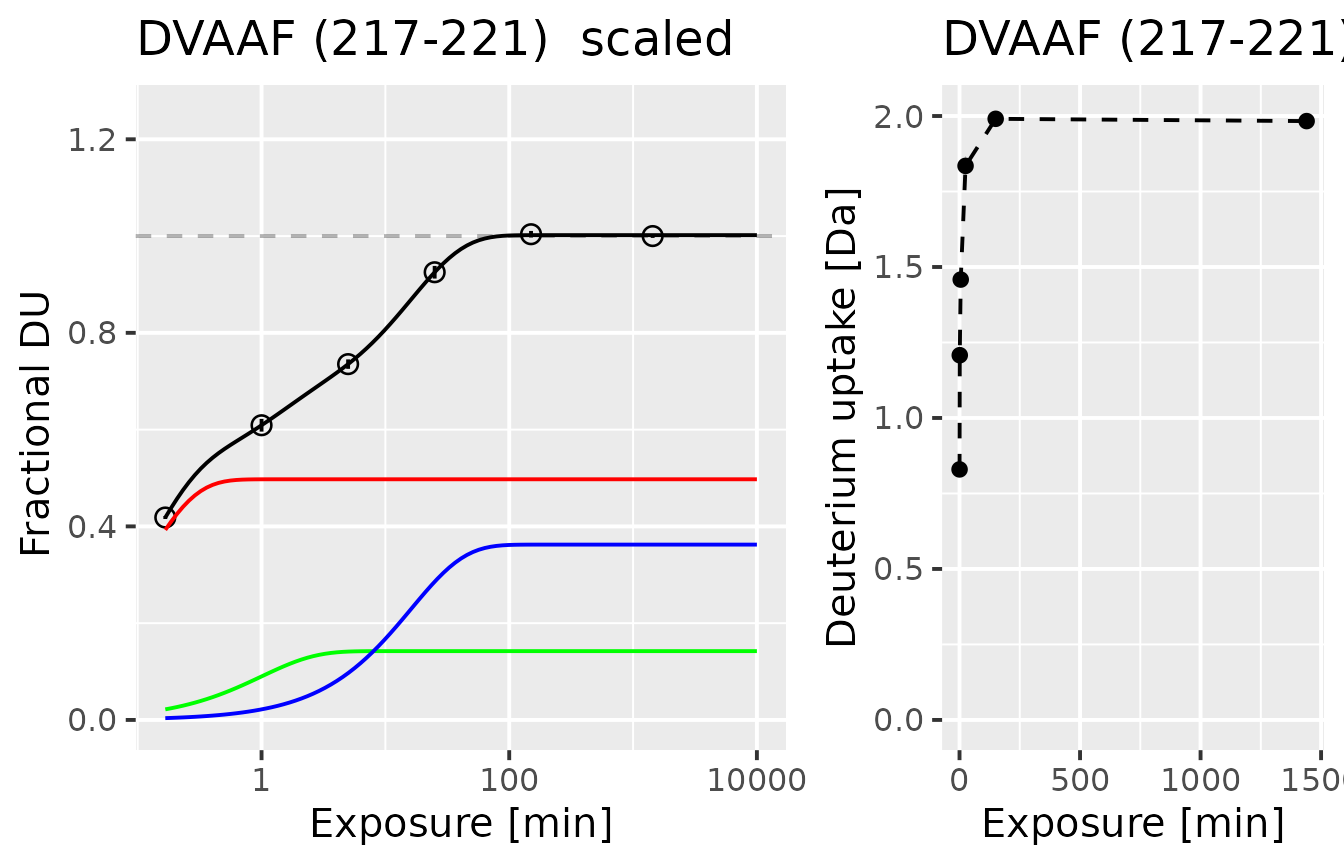 DVAAF (217-221)  scaled
1.2
0.8
0.4
0.0
Fractional DU
1
100
10000
Exposure [min]
DVAAF (217-221)
2.0
1.5
1.0
0.5
0.0
Deuterium uptake [Da]
0
500
1000
Exposure [min]